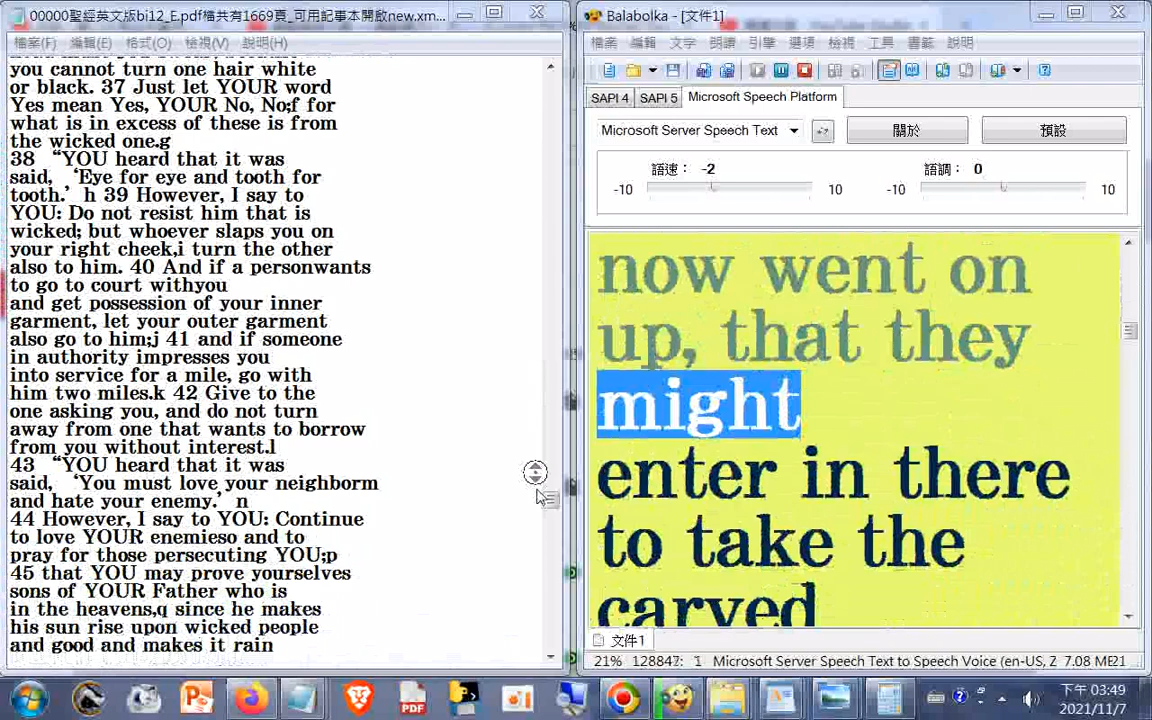 00000聖經英文版bi12_E.pdf檔共有1669頁_可用記事本開啟new.xm...
檔案(F) 編輯(E) 格式(O) 檢視(V) 說明(H)
you cannot turn one hair white
or black. 37 Just let YOUR word
Yes mean Yes, YOUR No, No;f for
what is in excess of these is from
the wicked one.g
38 “YOU heard that it was
said, ‘Eye for eye and tooth for
tooth.’ h 39 However, I say to
YOU: Do not resist him that is
wicked; but whoever slaps you on
your right cheek,i turn the other
also to him. 40 And if a personwants
to go to court withyou
and get possession of your inner
garment, let your outer garment
also go to him;j 41 and if someone
in authority impresses you
into service for a mile, go with
him two miles.k 42 Give to the
one asking you, and do not turn
away from one that wants to borrow
from you without interest.l
43 “YOU heard that it was
said, ‘You must love your neighborm
and hate your enemy.’ n
44 However, I say to YOU: Continue
to love YOUR enemieso and to
pray for those persecuting YOU;p
45 that YOU may prove yourselves
sons of YOUR Father who is
in the heavens,q since he makes
his sun rise upon wicked people
and good and makes it rain
Balabolka - [文件1]
檔案 編輯 文字 朗讀 引擎 選項 檢視 工具 書籤 說明
SAPI 4 SAPI 5 Microsoft Speech Platform
Microsoft Server Speech Text 關於 預設
語速: -2 語調: 0
-10 10 -10 10
now went on
up, that they
might
enter in there
to take the
carved
文件1
21% Microsoft Server Speech Text to Speech Voice (en-US, Z 7.08 ME
PDF
下午 03:49
2021/11/7